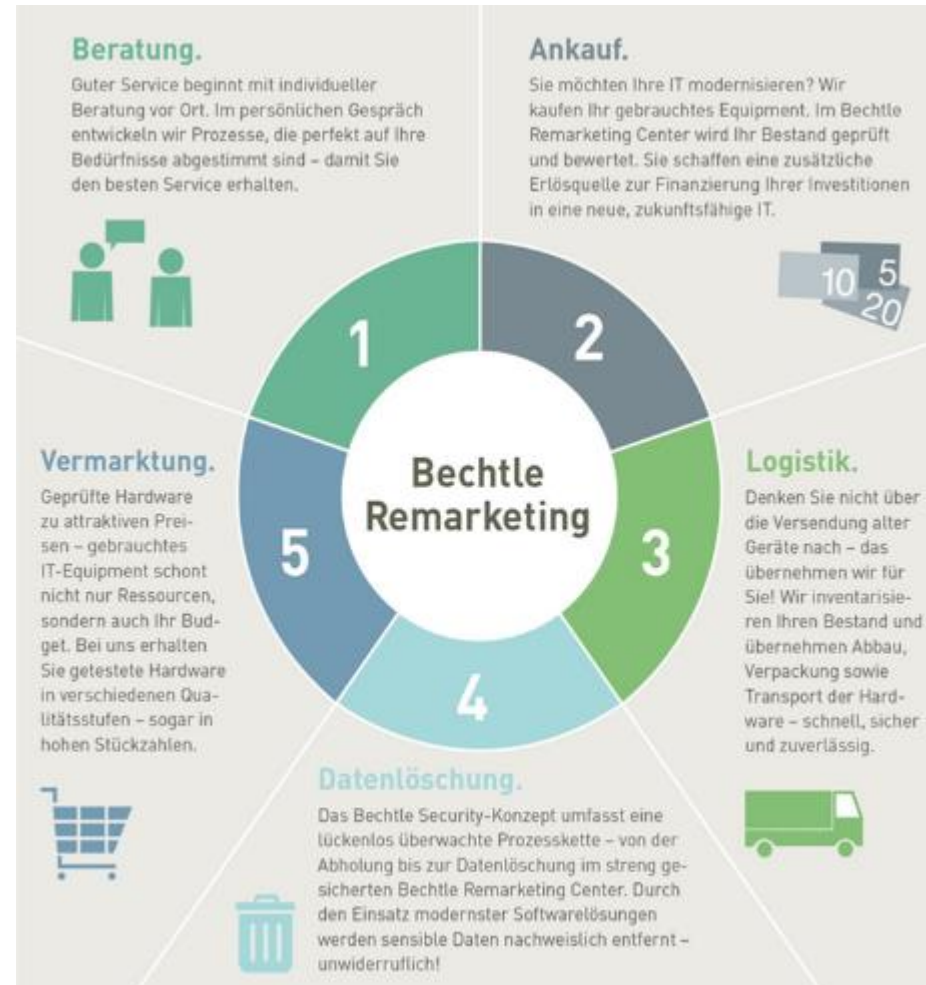 Beratung.
Guter Service beginnt mit individueller
Beratung vor Ort. Im persönlichen Gespräch
entwickeln wir Prozesse, die perfekt auf Ihre
Bedürfnisse abgestimmt sind – damit Sie
den besten Service erhalten.
Ankauf.
Sie möchten Ihre IT modernisieren? Wir
kaufen Ihr gebrauchtes Equipment. Im Bechtle
Remarketing Center wird Ihr Bestand geprüft
und bewertet. Sie schaffen eine zusätzliche
Erlösquelle zur Finanzierung Ihrer Investitionen
in eine neue, zukunftsfähige IT.
10 5
20
1
2
Bechtle
Remarketing
Logistik.
Denken Sie nicht über
die Versendung alter
Geräte nach – das
übernehmen wir für
Sie! Wir inventarisie-
ren Ihren Bestand und
übernehmen Abbau,
Verpackung sowie
Transport der Hard-
ware – schnell, sicher
und zuverlässig.
3
4
Datenlöschung.
Das Bechtle Security-Konzept umfasst eine
lückenlos überwachte Prozesskette – von der
Abholung bis zur Datenlöschung im streng ge-
sicherten Bechtle Remarketing Center. Durch
den Einsatz modernster Softwarelösungen
werden sensible Daten nachweislich entfernt –
unwiderruflich!
5
Vermarktung.
Geprüfte Hardware
zu attraktiven Prei-
sen – gebrauchtes
IT-Equipment schont
nicht nur Ressourcen,
sondern auch Ihr Bud-
get. Bei uns erhalten
Sie getestete Hardware
in verschiedenen Qua-
litätsstufen – sogar in
hohen Stückzahlen.